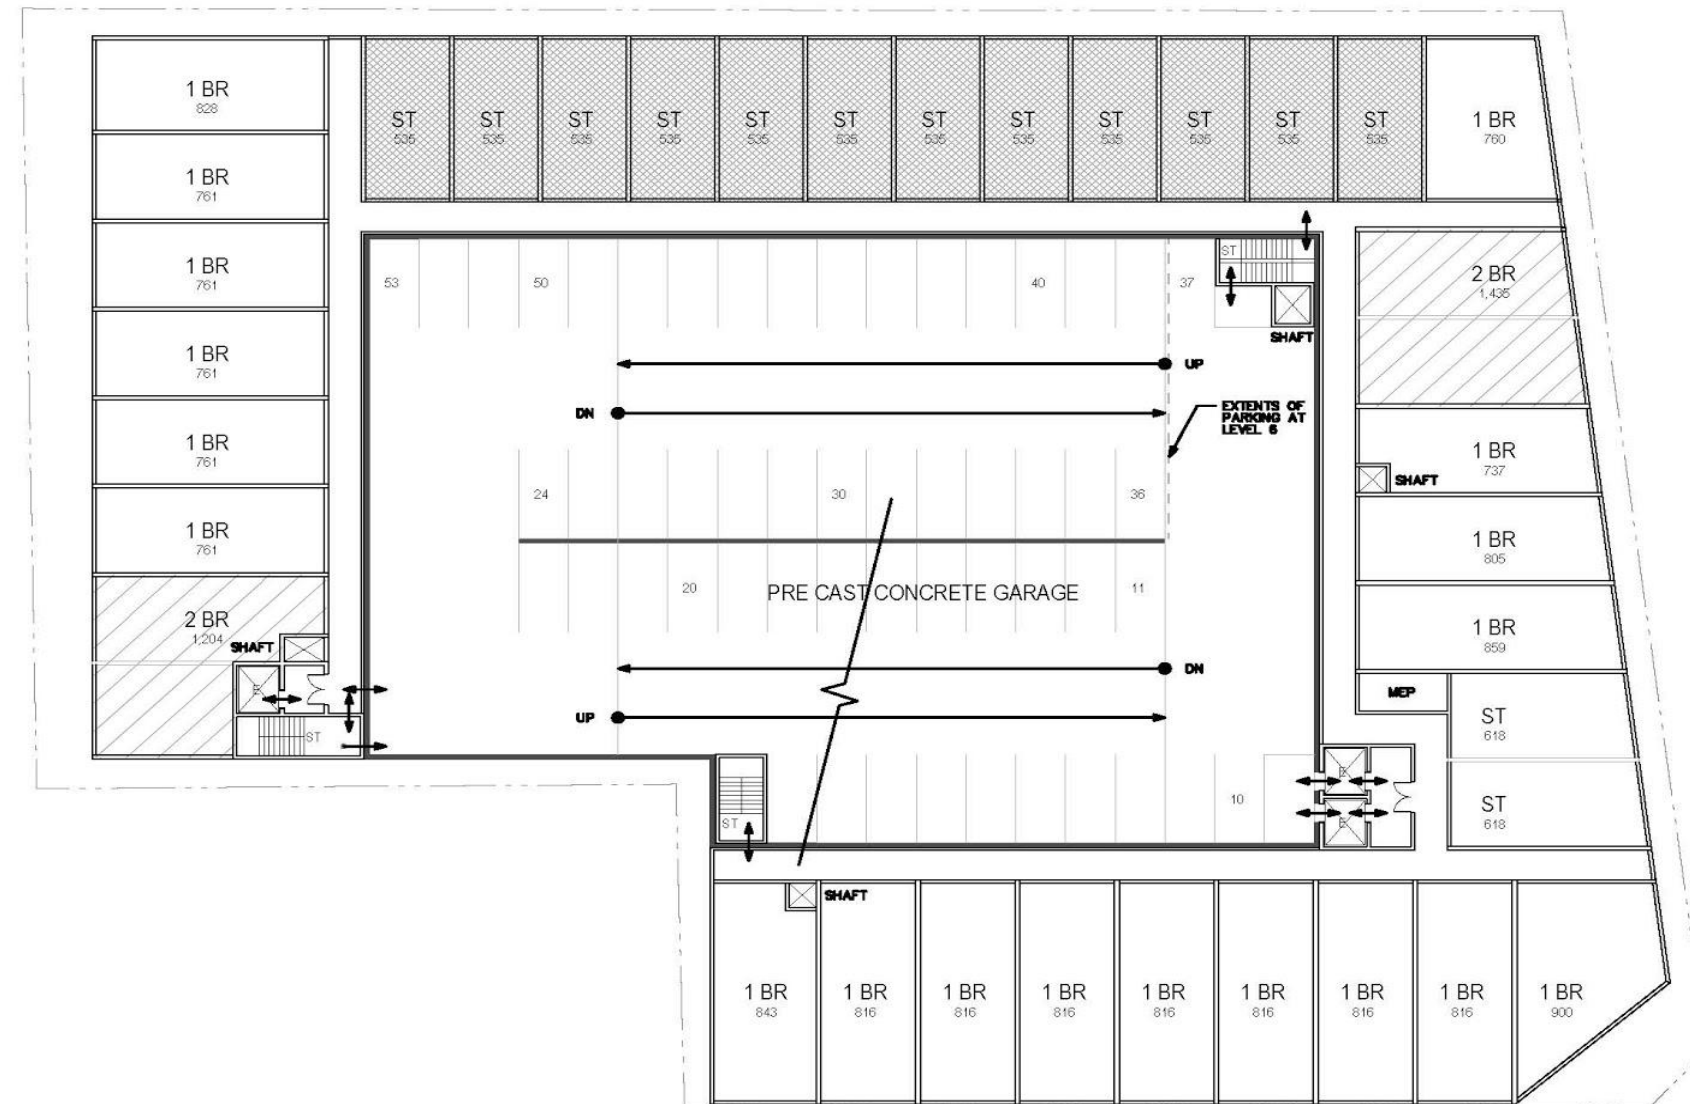 1 BR
828
1 BR
761
1 BR
761
1 BR
761
1 BR
761
1 BR
761
2 BR
1,204
SHAFT
E
ST
ST
535
ST
535
ST
535
ST
535
ST
535
ST
535
ST
535
ST
535
ST
535
ST
535
ST
535
ST
535
1 BR
760
53
50
40
37
ST
SHAFT
UP
DN
EXTENTS OF
PARKING AT
LEVEL 6
24
30
36
20
PRE CAST CONCRETE GARAGE
11
DN
UP
10
ST
2 BR
1,435
1 BR
737
SHAFT
1 BR
805
1 BR
859
MEP
ST
618
ST
618
E
E
SHAFT
1 BR
843
1 BR
816
1 BR
816
1 BR
816
1 BR
816
1 BR
816
1 BR
816
1 BR
816
1 BR
900